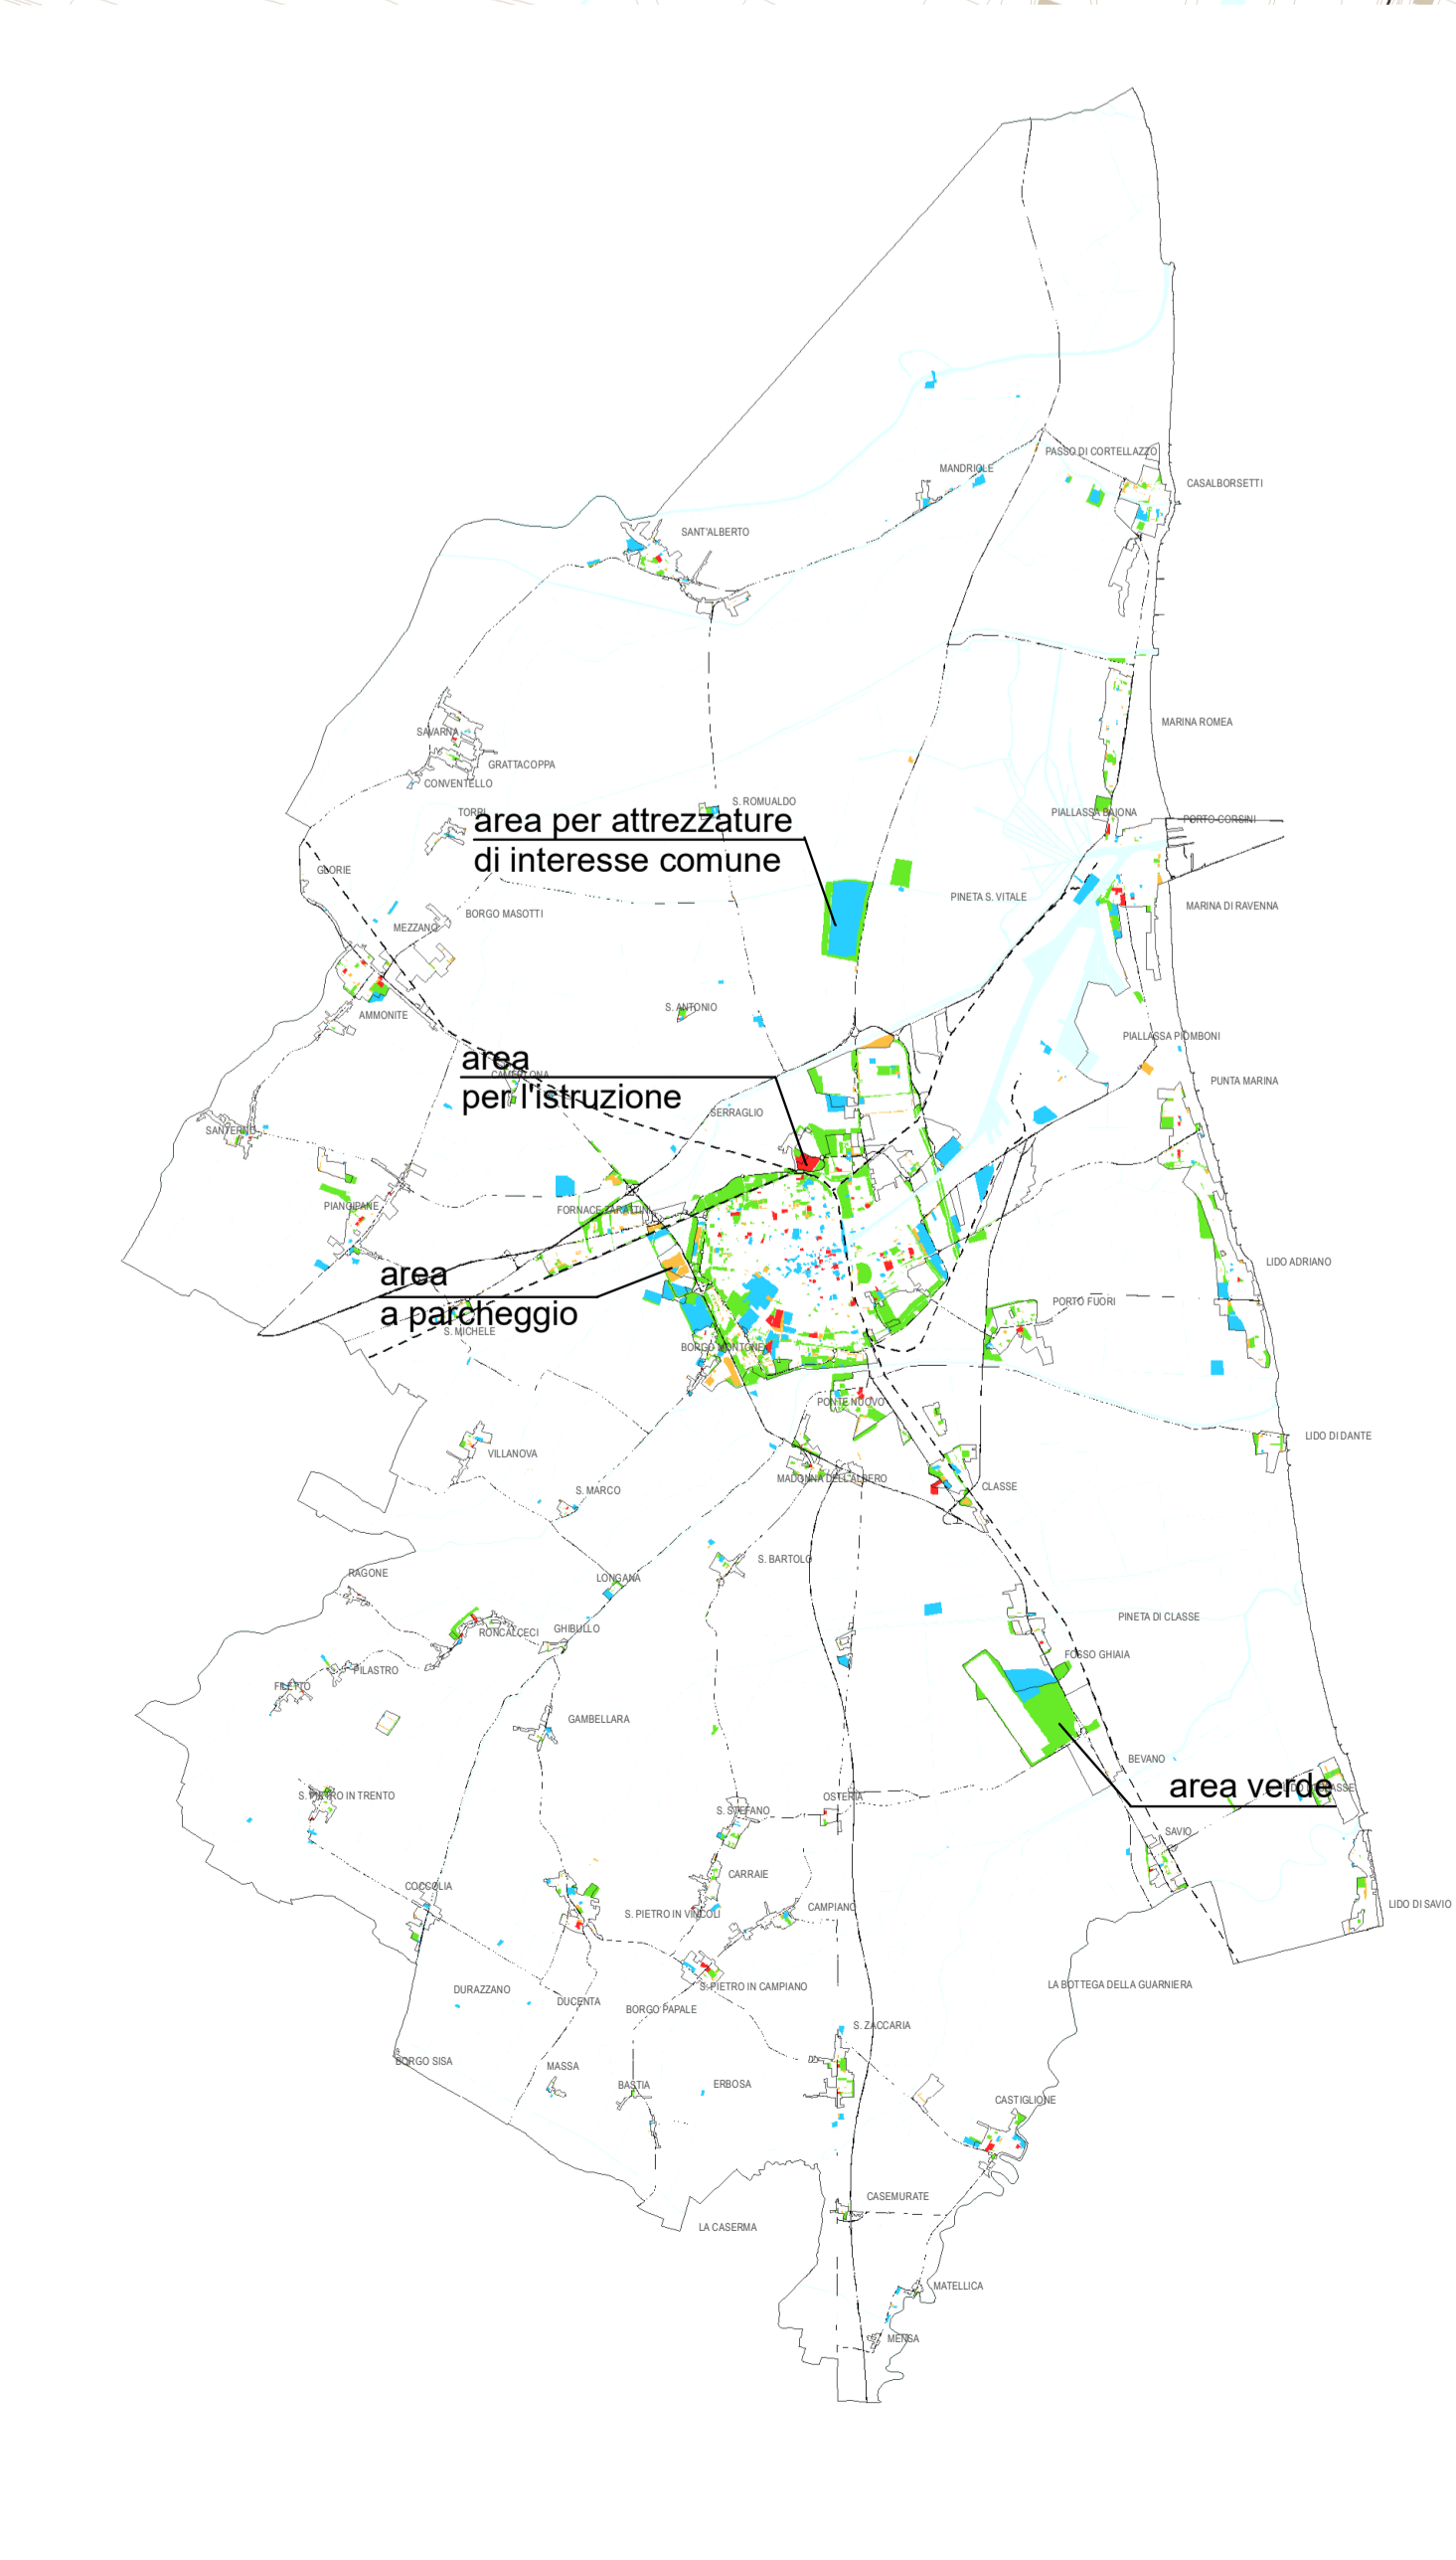 PASSO DI CORTELLAZZO
MANDRIOLE
CASALBORSETTI
SANT'ALBERTO
MARINA ROMEA
SAVARNA
GRATTACOPPA
CONVENTELLO
S. ROMUALDO
TORRI
PIALLASSA BAIONA
PORTO CORSINI
area per attrezzature
di interesse comune
GLORIE
PINETA S. VITALE
MARINA DI RAVENNA
BORGO MASOTTI
MEZZANO
S. ANTONIO
AMMONITE
PIALLASSA PIOMBONI
area
per l'istruzione
CAMERLONA
PUNTA MARINA
SERRAGLIO
SANTERNO
PIANGIPANE
FORNACE ZARATTINI
LIDO ADRIANO
area
a parcheggio
PORTO FUORI
S. MICHELE
BORGO MONTONE
PONTE NUOVO
LIDO DI DANTE
VILLANOVA
MADONNA DELL'ALBERO
CLASSE
S. MARCO
S. BARTOLO
RAGONE
LONGANA
PINETA DI CLASSE
GHIBULLO
RONCALCECI
FOSSO GHIAIA
PILASTRO
FILETTO
GAMBELLARA
BEVANO
area verde
LIDO DI CLASSE
S. PIETRO IN TRENTO
OSTERIA
S. STEFANO
SAVIO
CARRAIE
COCCOLIA
LIDO DI SAVIO
CAMPIANO
S. PIETRO IN VINCOLI
LA BOTTEGA DELLA GUARNIERA
S. PIETRO IN CAMPIANO
DURAZZANO
DUCENTA
BORGO PAPALE
S. ZACCARIA
BORGO SISA
MASSA
BASTIA
ERBOSA
CASTIGLIONE
CASEMURATE
LA CASERMA
MATELLICA
MENSA